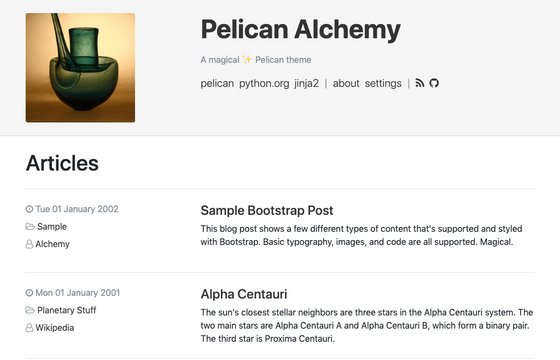 Pelican Alchemy
A magical ✨ Pelican theme
pelican python.org jinja2 | about settings |
Articles
Tue 01 January 2002
Sample
Alchemy
Sample Bootstrap Post
This blog post shows a few different types of content that's supported and styled
with Bootstrap. Basic typography, images, and code are all supported. Magical.
Mon 01 January 2001
Planetary Stuff
Wikipedia
Alpha Centauri
The sun's closest stellar neighbors are three stars in the Alpha Centauri system. The
two main stars are Alpha Centauri A and Alpha Centauri B, which form a binary pair.
The third star is Proxima Centauri.